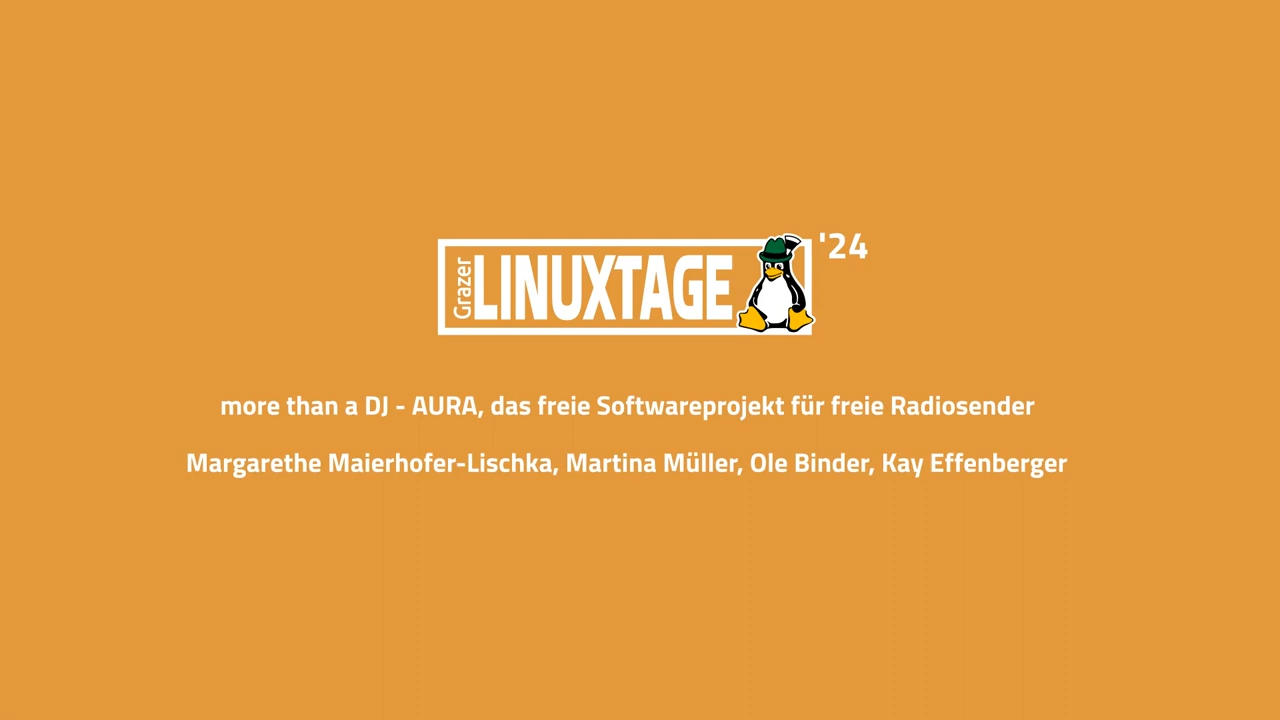 Grazer LINUXTAGE '24
more than a DJ - AURA, das freie Softwareprojekt für freie Radiosender
Margarethe Maierhofer-Lischka, Martina Müller, Ole Binder, Kay Effenberger